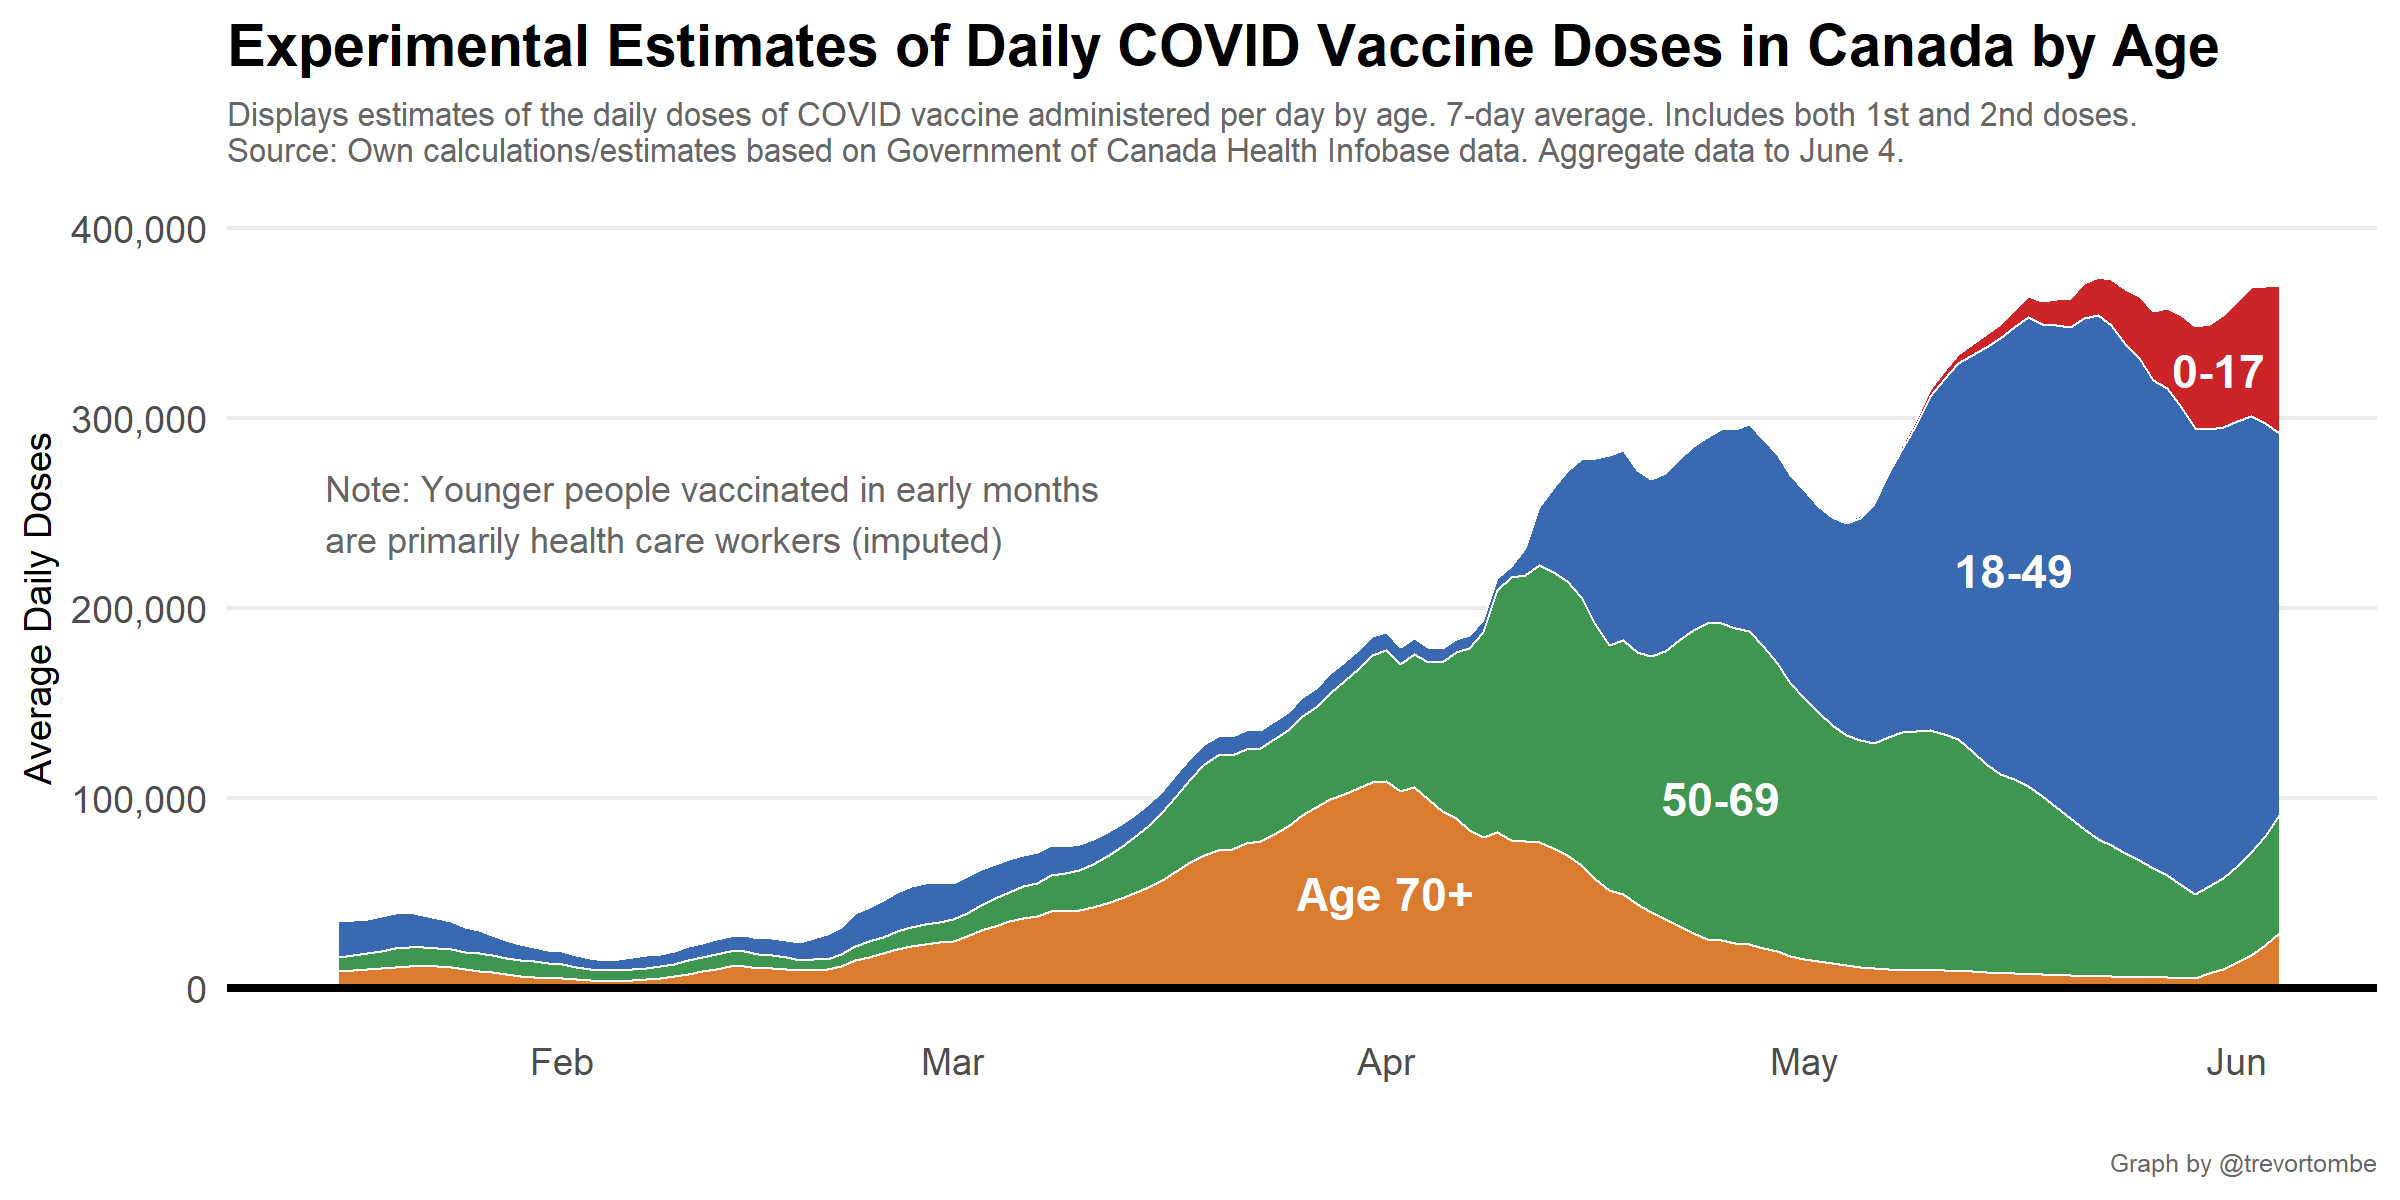 Experimental Estimates of Daily COVID Vaccine Doses in Canada by Age
Displays estimates of the daily doses of COVID vaccine administered per day by age. 7-day average. Includes both 1st and 2nd doses.
Source: Own calculations/estimates based on Government of Canada Health Infobase data. Aggregate data to June 4.
Average Daily Doses
400,000
300,000
200,000
100,000
0
Note: Younger people vaccinated in early months
are primarily health care workers (imputed)
0-17
18-49
50-69
Age 70+
Feb
Mar
Apr
May
Jun
Graph by @trevortombe